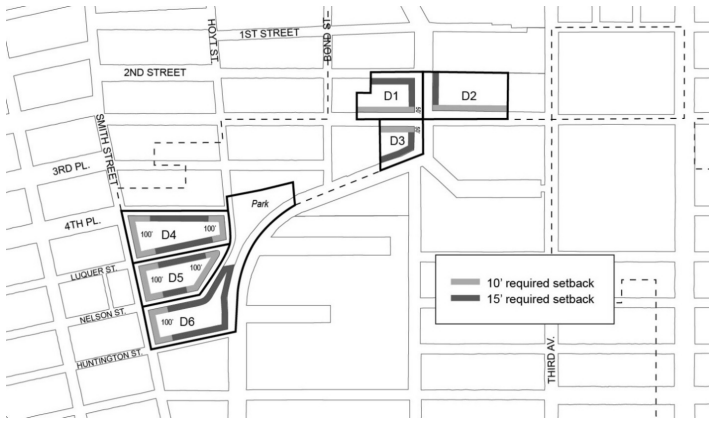 HOYT ST.
BOND ST.
1ST STREET
2ND STREET
D1
50'
D2
D3
50'
SMITH STREET
3RD PL.
4TH PL.
Park
D4
100'
100'
LUQUER ST.
D5
100'
100'
NELSON ST.
D6
100'
HUNTINGTON ST.
10' required setback
15' required setback
THIRD AV.